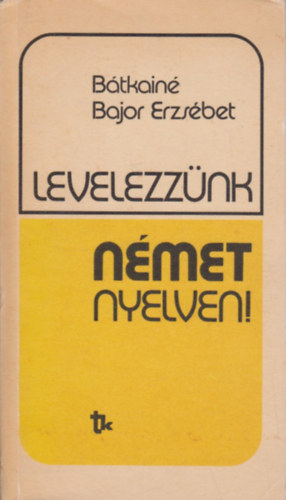 Bátkainé
Bajor Erzsébet
LEVELEZZÜNK
NÉMET
NYELVEN!
tk